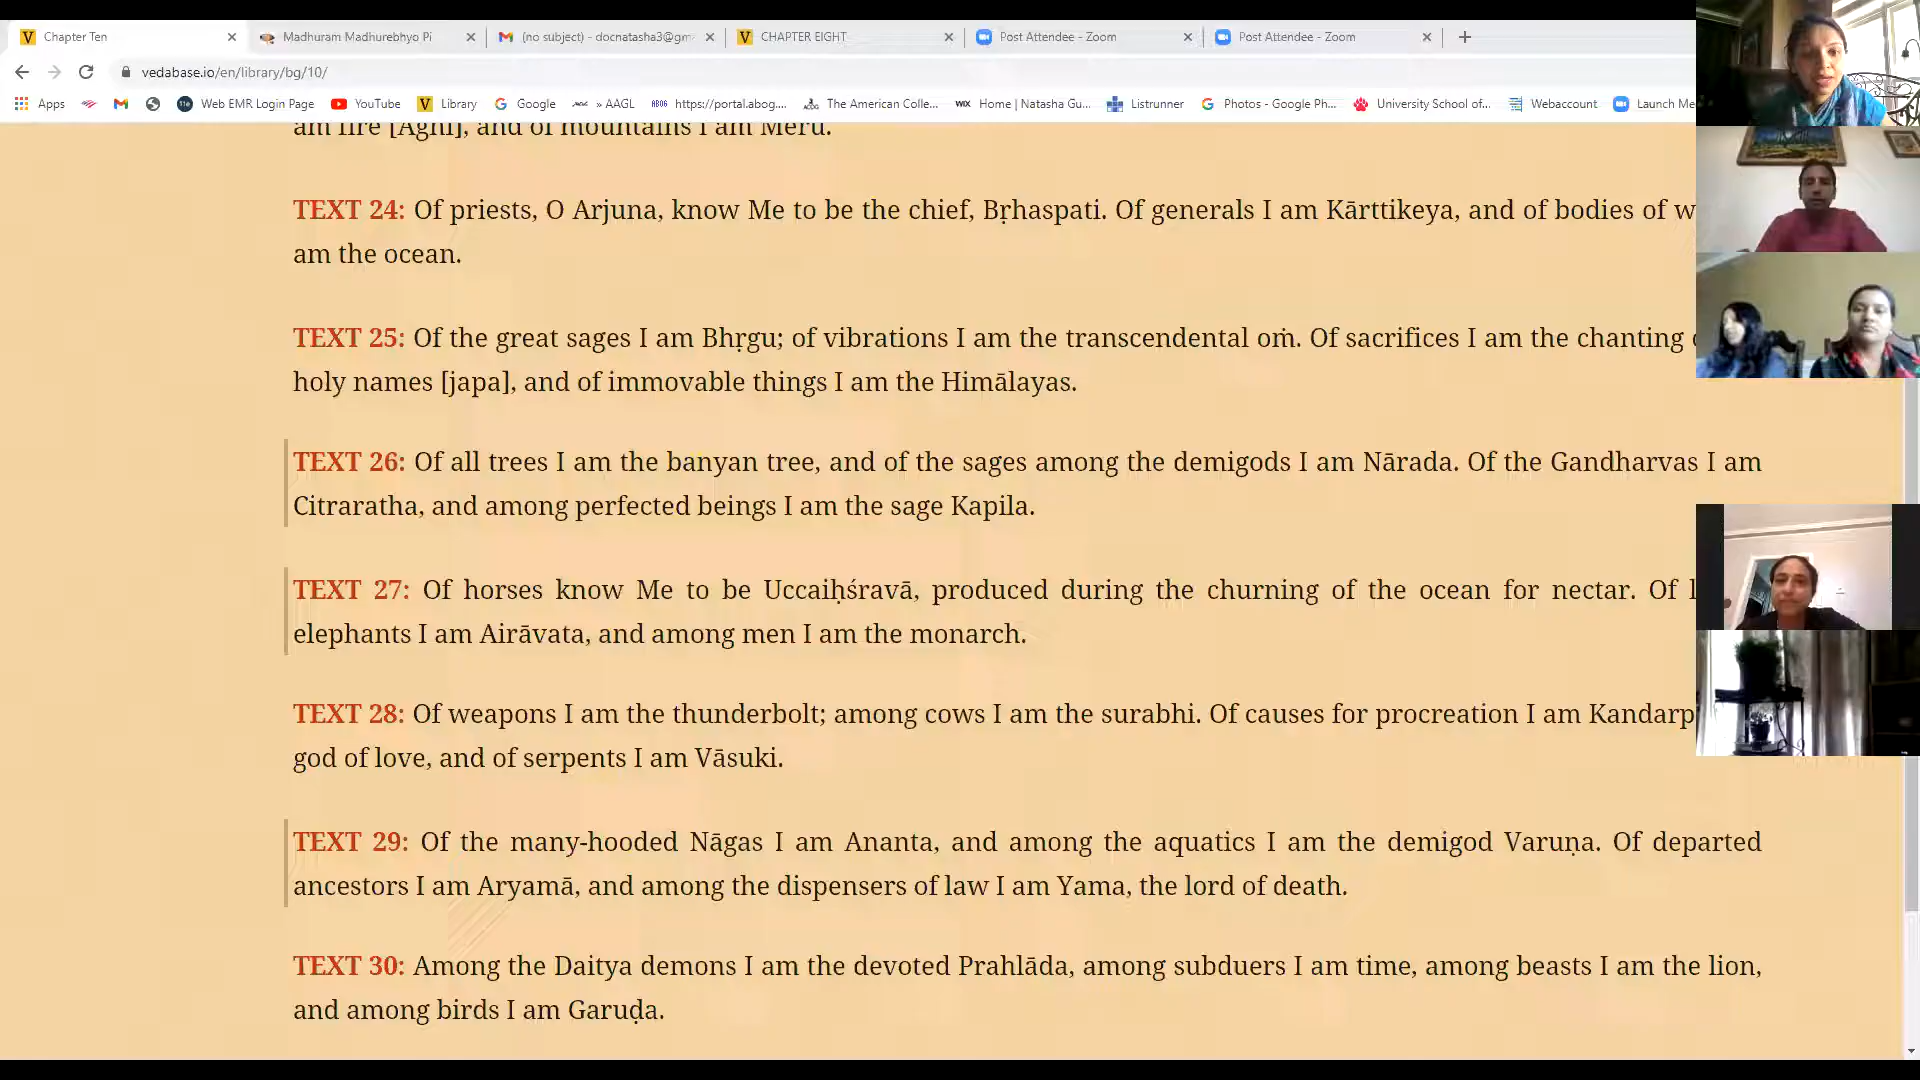 Chapter Ten
Madhuram Madhurebhyo Pi
(no subject) - docnatasha3@gm
CHAPTER EIGHT
Post Attendee - Zoom
Post Attendee - Zoom
vedabase.io/en/library/bg/10/
Apps
Web EMR Login Page
YouTube
Library
Google
» AAGL
https://portal.abog....
The American Colle...
Home | Natasha Gu...
Listrunner
Photos - Google Ph...
University School of...
Webaccount
Launch Me
am fire [Agni], and of mountains I am Meru.
TEXT 24: Of priests, O Arjuna, know Me to be the chief, Bṛhaspati. Of generals I am Kārttikeya, and of bodies of w
am the ocean.
TEXT 25: Of the great sages I am Bhṛgu; of vibrations I am the transcendental oṁ. Of sacrifices I am the chanting
holy names [japa], and of immovable things I am the Himālayas.
TEXT 26: Of all trees I am the banyan tree, and of the sages among the demigods I am Nārada. Of the Gandharvas I am
Citraratha, and among perfected beings I am the sage Kapila.
TEXT 27: Of horses know Me to be Uccaiḥśravā, produced during the churning of the ocean for nectar. Of
elephants I am Airāvata, and among men I am the monarch.
TEXT 28: Of weapons I am the thunderbolt; among cows I am the surabhi. Of causes for procreation I am Kandarp
god of love, and of serpents I am Vāsuki.
TEXT 29: Of the many-hooded Nāgas I am Ananta, and among the aquatics I am the demigod Varuṇa. Of departed
ancestors I am Aryamā, and among the dispensers of law I am Yama, the lord of death.
TEXT 30: Among the Daitya demons I am the devoted Prahlāda, among subduers I am time, among beasts I am the lion,
and among birds I am Garuḍa.